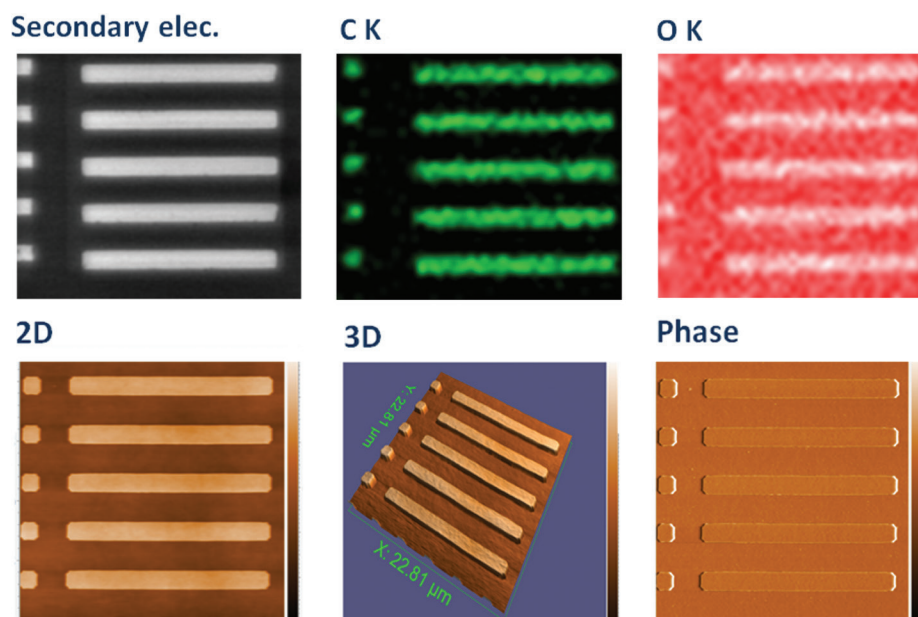 Secondary elec.
C K
O K
2D
3D
Phase
Y: 22.81 µm
X: 22.81 µm